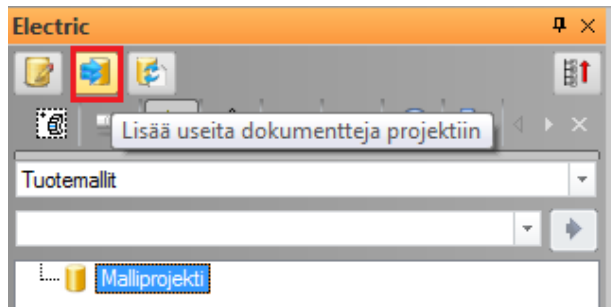 Electric
Lisää useita dokumentteja projektiin
Tuotemallit
Malliprojekti